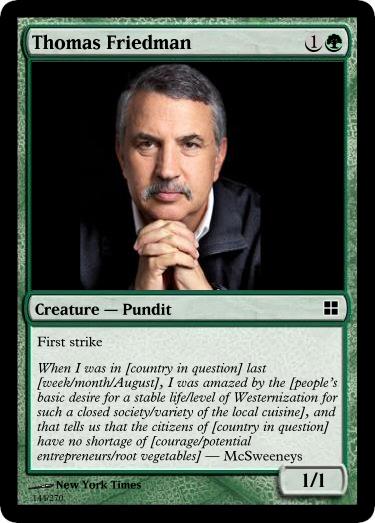 Thomas Friedman 1
Creature — Pundit
First strike
When I was in [country in question] last
[week/month/August], I was amazed by the [people's
basic desire for a stable life/level of Westernization for
such a closed society/variety of the local cuisine], and
that tells us that the citizens of [country in question]
have no shortage of [courage/potential
entrepreneurs/root vegetables] — McSweeneys
1/1
New York Times
144/270